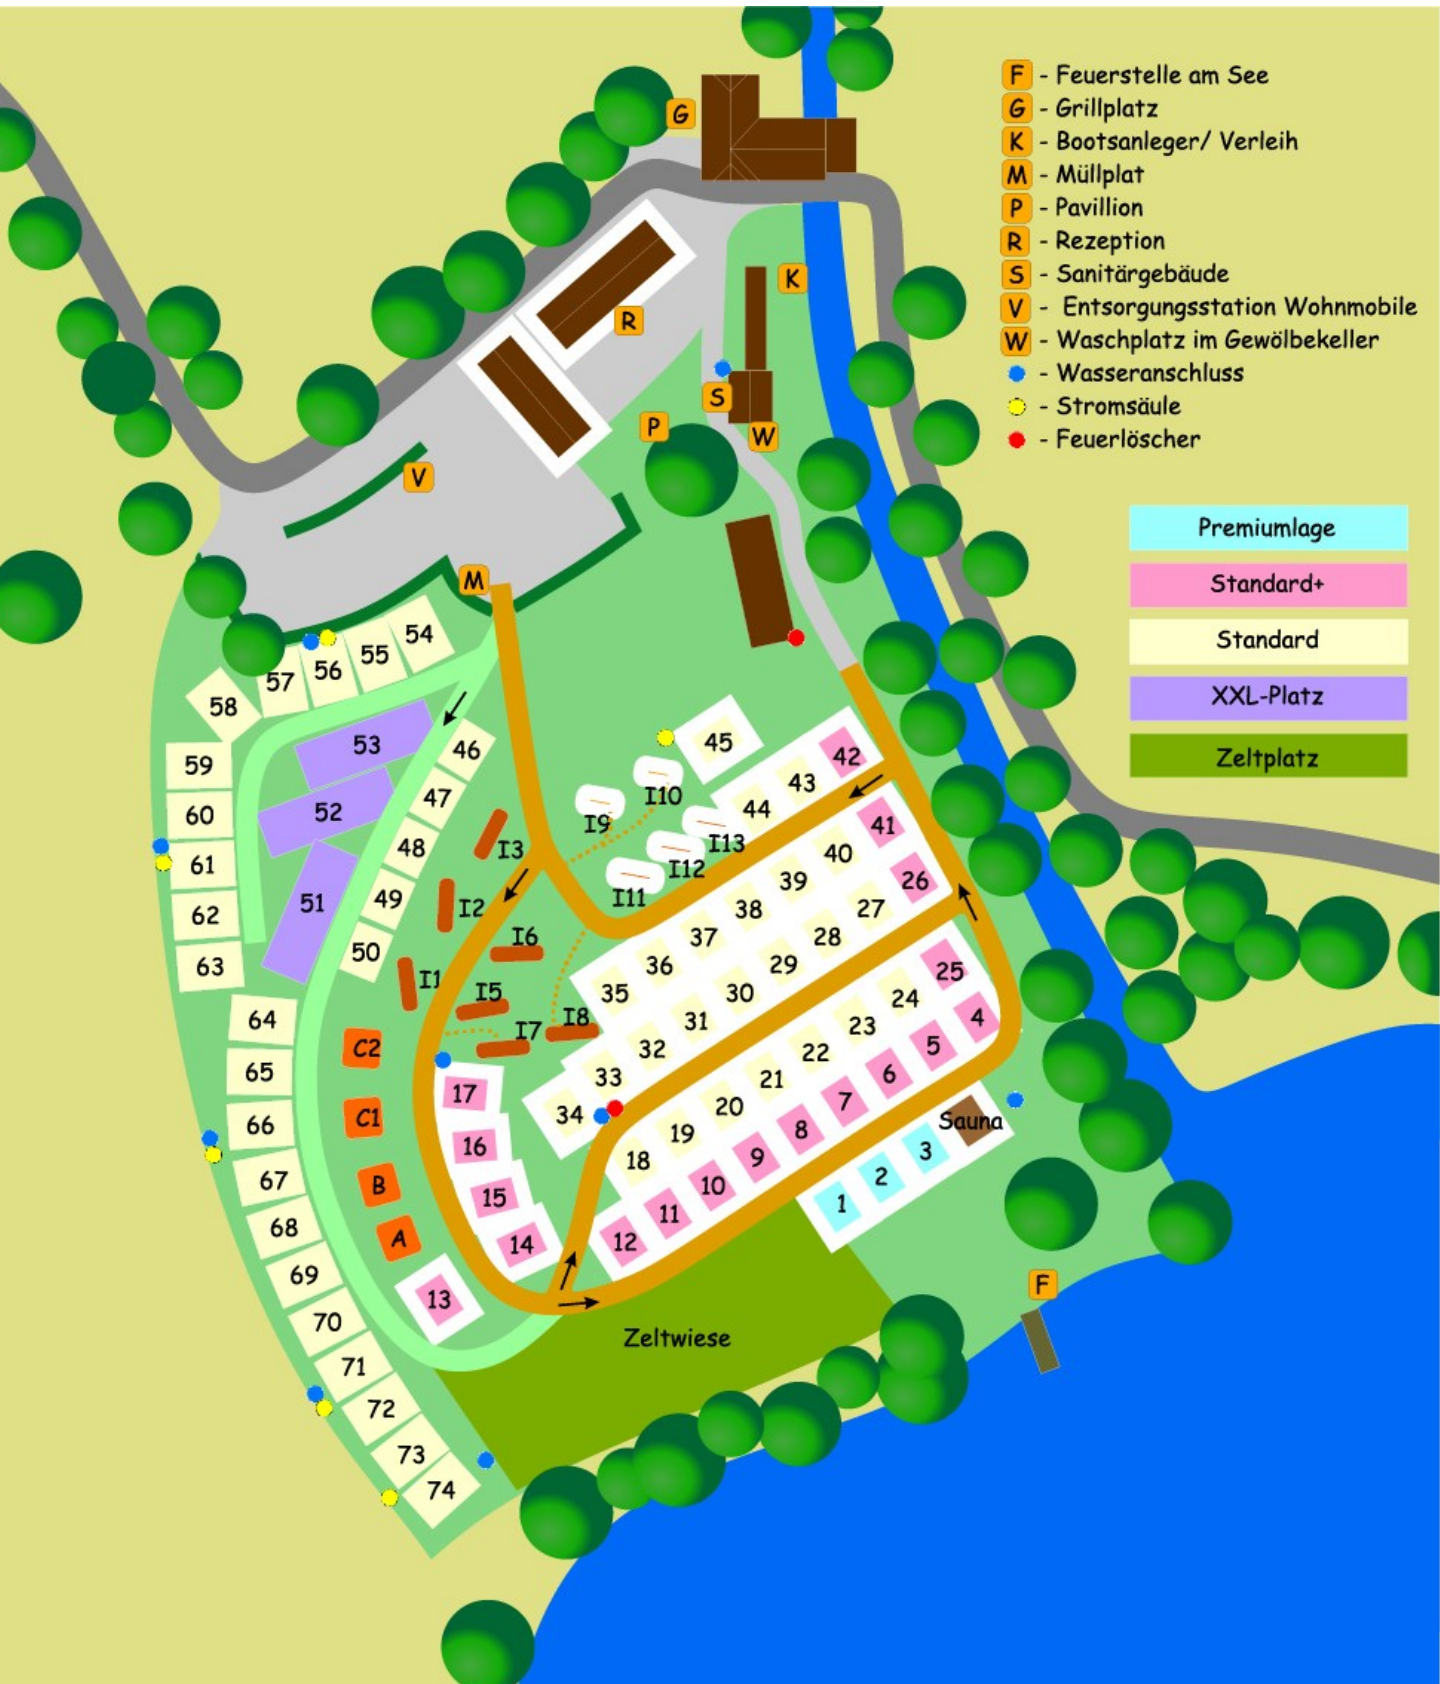 F - Feuerstelle am See
G - Grillplatz
K - Bootsanleger/ Verleih
M - Müllplat
P - Pavillion
R - Rezeption
S - Sanitärgebäude
V - Entsorgungsstation Wohnmobile
W - Waschplatz im Gewölbekeller
- Wasseranschluss
- Stromsäule
- Feuerlöscher
Premiumlage
Standard+
Standard
XXL-Platz
Zeltplatz
G
K
R
S
P
W
V
M
54
55
56
57
58
53
59
46
45
42
52
60
47
I10
43
44
I9
I3
I13
41
48
61
I12
40
51
49
I11
39
26
62
I2
38
27
50
I6
37
28
63
I1
36
29
25
I5
35
30
24
64
I8
31
4
I7
23
C2
32
5
22
65
33
6
21
17
C1
34
20
7
Sauna
66
16
19
8
3
67
B
15
18
9
2
68
A
14
10
1
69
13
12
11
70
Zeltwiese
F
71
72
73
74